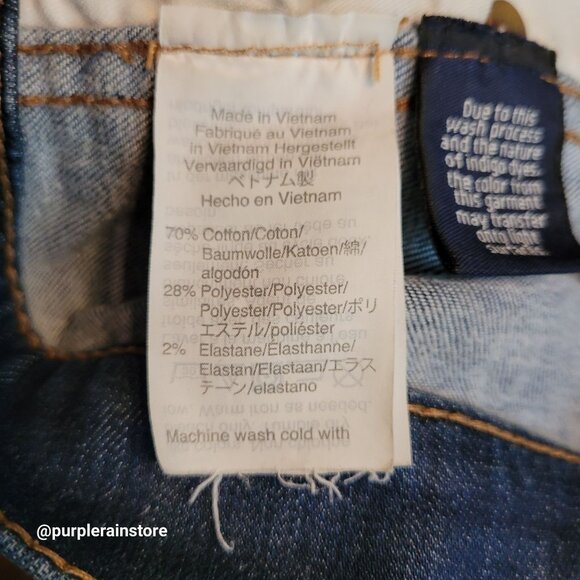 Made in Vietnam
Fabriqué au Vietnam
in Vietnam Hergestellt
Vervaardigd in Viëtnam
ベトナム製
Hecho en Vietnam
70% Cotton/Coton/
Baumwolle/Katoen/綿/
algodón
28% Polyester/Polyester/
Polyester/Polyester/ポリ
エステル/poliéster
2% Elastane/Élasthanne/
Elastan/Elastaan/エラス
テーン/elastano
Machine wash cold with
Due to this
wash process
and the nature
of indigo dyes,
the color from
this garment
may transfer
onto light
@purplerainstore